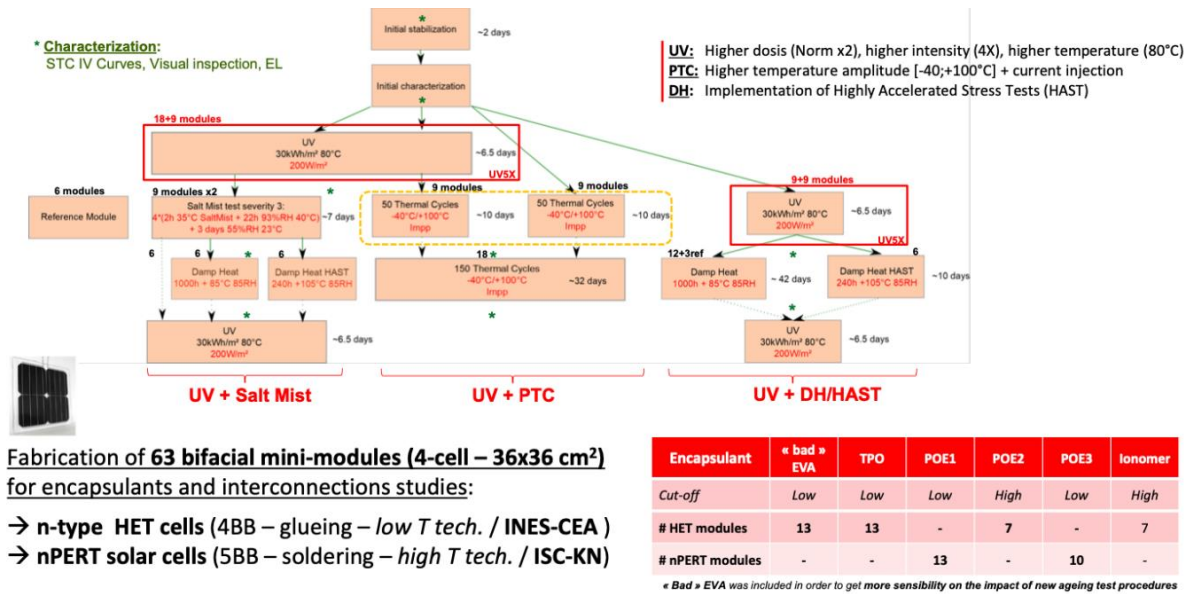 * Characterization:
STC IV Curves, Visual inspection, EL
*
Initial stabilization
~2 days
Initial characterization
*
UV: Higher dosis (Norm x2), higher intensity (4X), higher temperature (80°C)
PTC: Higher temperature amplitude [-40;+100°C] + current injection
DH: Implementation of Highly Accelerated Stress Tests (HAST)
18+9 modules
UV
30kWh/m² 80°C
200W/m²
~6.5 days
UV5X
6 modules
Reference Module
9 modules x2
*
Salt Mist test severity 3:
4*(2h 35°C SaltMist + 22h 93%RH 40°C)
+ 3 days 55%RH 23°C
~7 days
9 modules
50 Thermal Cycles
-40°C/+100°C
Impp
~10 days
9 modules
50 Thermal Cycles
-40°C/+100°C
Impp
~10 days
9+9 modules
UV
30kWh/m² 80°C
200W/m²
~6.5 days
UV5X
6
6
*
Damp Heat
1000h + 85°C 85RH
6
Damp Heat HAST
240h +105°C 85RH
18
*
150 Thermal Cycles
-40°C/+100°C
Impp
~32 days
12+3ref
Damp Heat
1000h + 85°C 85RH
*
~ 42 days
6
Damp Heat HAST
240h +105°C 85RH
~10 days
*
UV
30kWh/m² 80°C
200W/m²
~6.5 days
*
*
UV
30kWh/m² 80°C
200W/m²
~6.5 days
UV + Salt Mist
UV + PTC
UV + DH/HAST
Fabrication of 63 bifacial mini-modules (4-cell – 36x36 cm²)
for encapsulants and interconnections studies:
→ n-type HET cells (4BB – glueing – low T tech. / INES-CEA )
→ nPERT solar cells (5BB – soldering – high T tech. / ISC-KN)
Encapsulant « bad » EVA TPO POE1 POE2 POE3 Ionomer
Cut-off Low Low Low High Low High
# HET modules 13 13 - 7 - 7
# nPERT modules - - 13 - 10 -
« Bad » EVA was included in order to get more sensibility on the impact of new ageing test procedures